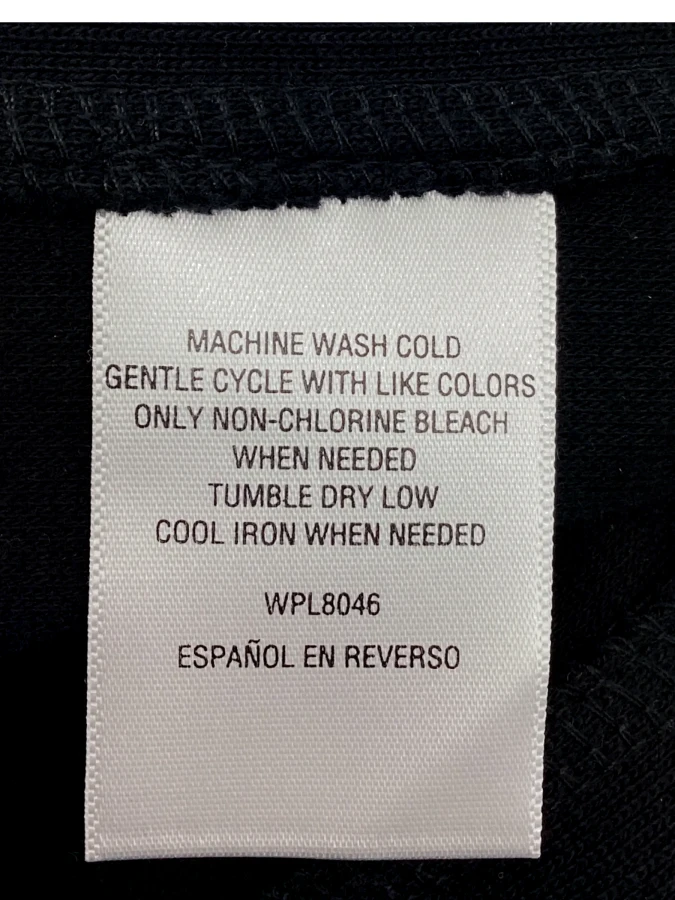 MACHINE WASH COLD
GENTLE CYCLE WITH LIKE COLORS
ONLY NON-CHLORINE BLEACH
WHEN NEEDED
TUMBLE DRY LOW
COOL IRON WHEN NEEDED
WPL8046
ESPAÑOL EN REVERSO